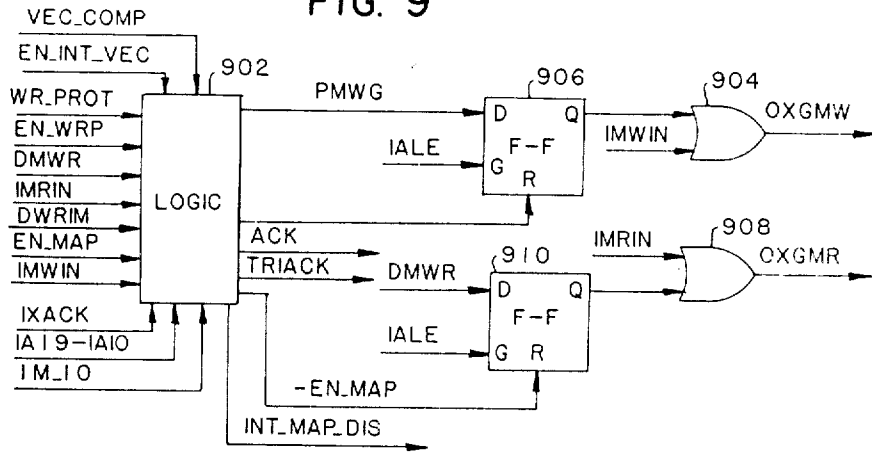 FIG. 9
VEC_COMP
EN_INT_VEC
902
WR_PROT
EN_WRP
DMWR
IMRIN
DWRIM
EN_MAP
IMWIN
LOGIC
IXACK
IA19-IA10
IM_IO
PMWG
IALE
906
D Q
F-F
G
R
IMWIN
904
OXGMW
ACK
TRIACK
DMWR
IALE
910
D Q
F-F
G R
IMRIN
908
OXGMR
-EN_MAP
INT_MAP_DIS